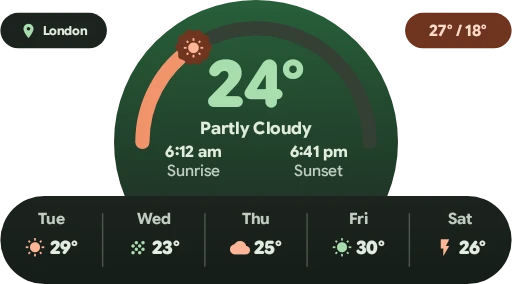 London
27° / 18°
24°
Partly Cloudy
6:12 am 6:41 pm
Sunrise Sunset
Tue Wed Thu Fri Sat
29° 23° 25° 30° 26°